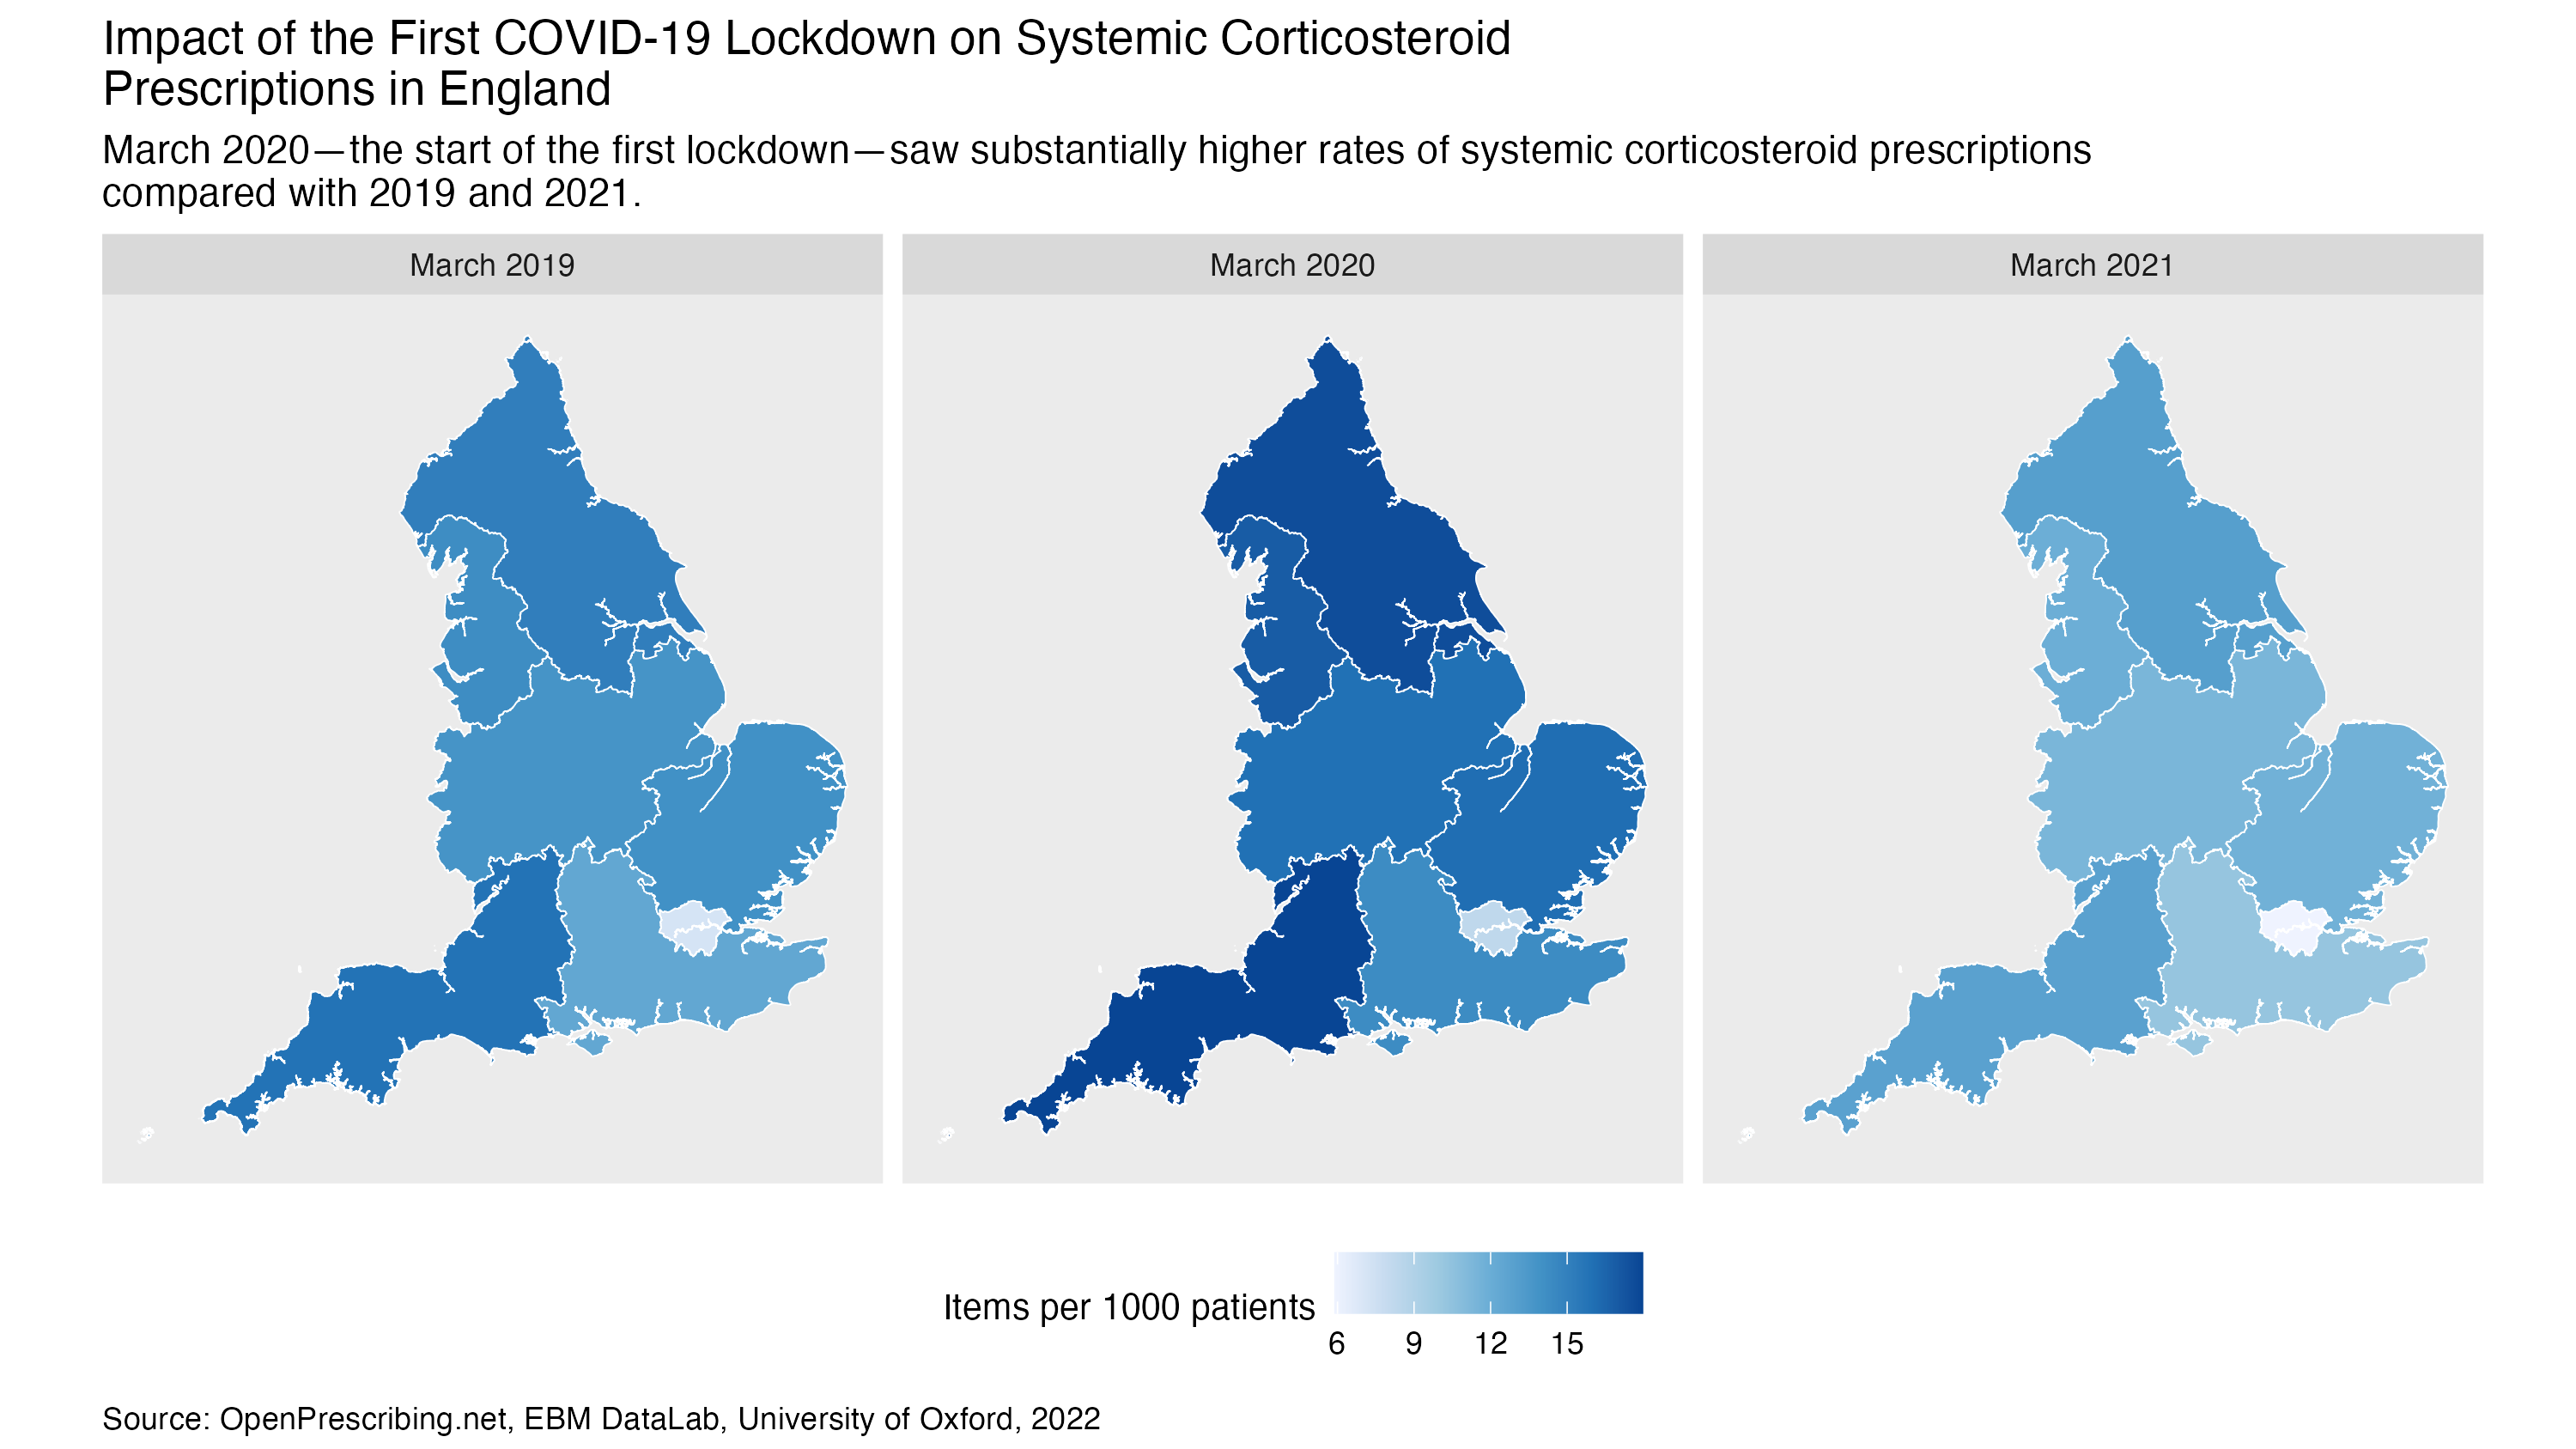 Impact of the First COVID-19 Lockdown on Systemic Corticosteroid
Prescriptions in England
March 2020—the start of the first lockdown—saw substantially higher rates of systemic corticosteroid prescriptions
compared with 2019 and 2021.
March 2019
March 2020
March 2021
Items per 1000 patients
6 9 12 15
Source: OpenPrescribing.net, EBM DataLab, University of Oxford, 2022